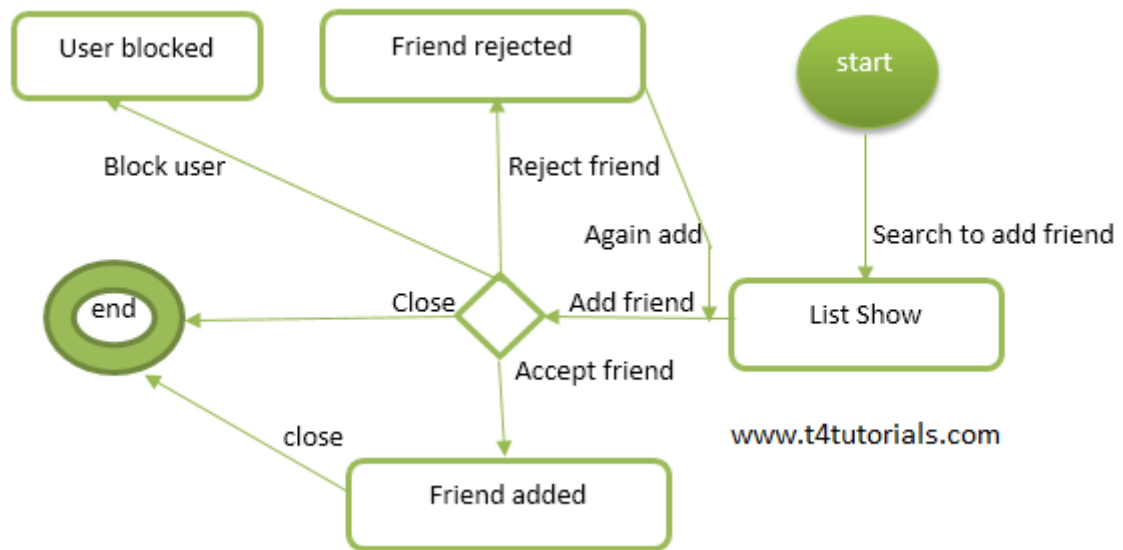 User blocked
Friend rejected
start
Block user
Reject friend
Again add
Search to add friend
end
Close
Add friend
List Show
Accept friend
close
www.t4tutorials.com
Friend added